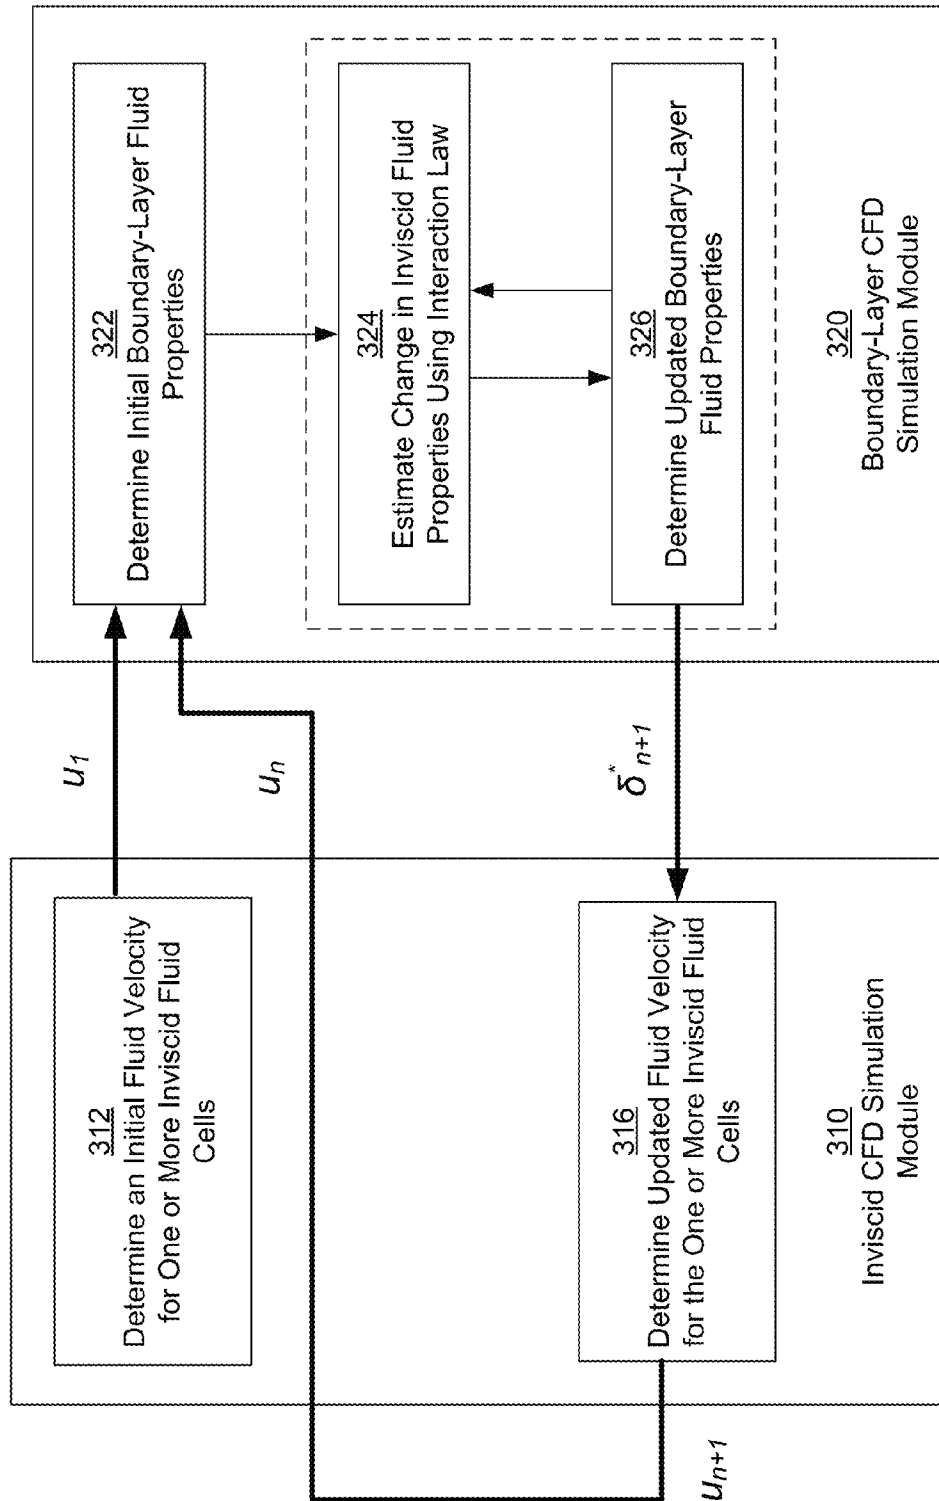 312
Determine an Initial Fluid Velocity
for One or More Inviscid Fluid
Cells
316
Determine Updated Fluid Velocity
for the One or More Inviscid Fluid
Cells
310
Inviscid CFD Simulation
Module
u1
un
δ*n+1
un+1
322
Determine Initial Boundary-Layer Fluid
Properties
324
Estimate Change in Inviscid Fluid
Properties Using Interaction Law
326
Determine Updated Boundary-Layer
Fluid Properties
320
Boundary-Layer CFD
Simulation Module